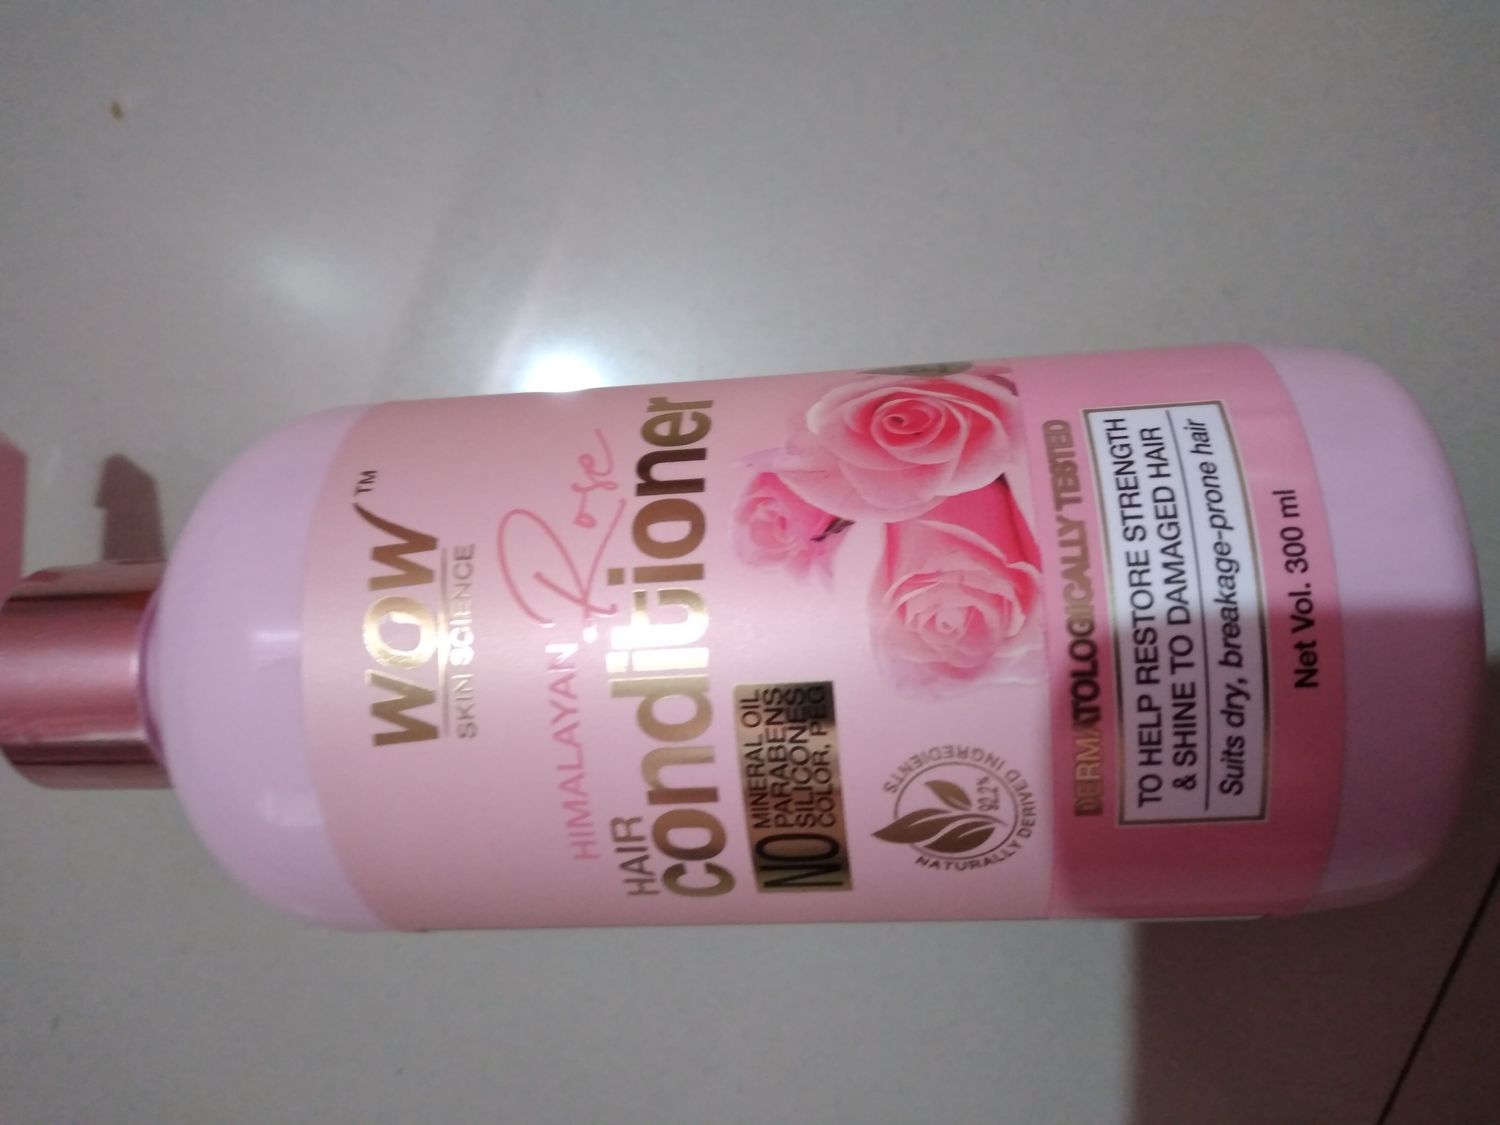 WOW™
SKIN SCIENCE
HIMALAYAN Rose
HAIR
conditioner
NO MINERAL OIL
PARABENS
SILICONES
COLOR, PEG
NATURALLY DERIVED INGREDIENTS.
92.2%
DERMATOLOGICALLY TESTED
TO HELP RESTORE STRENGTH
& SHINE TO DAMAGED HAIR
Suits dry, breakage-prone hair
Net Vol. 300 ml